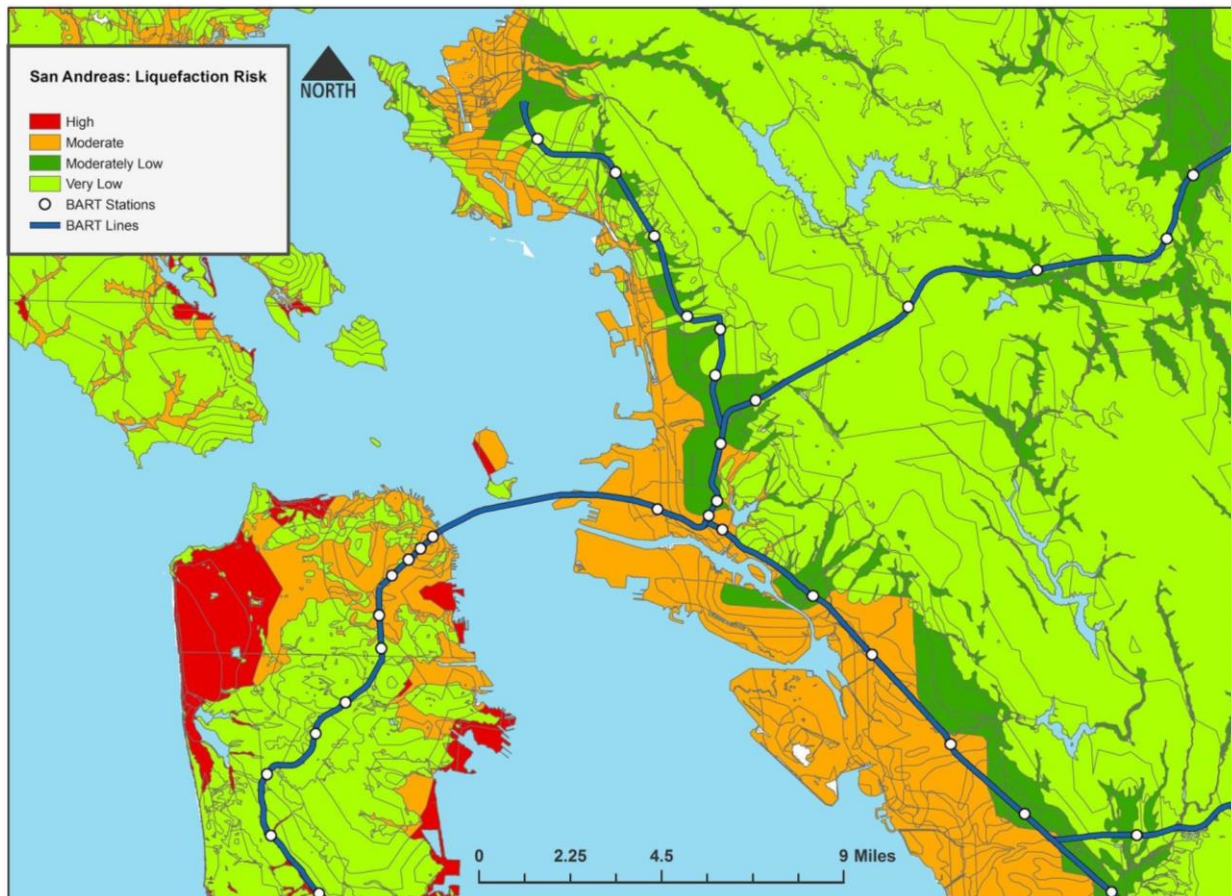 San Andreas: Liquefaction Risk
High
Moderate
Moderately Low
Very Low
BART Stations
BART Lines
NORTH
0 2.25 4.5 9 Miles